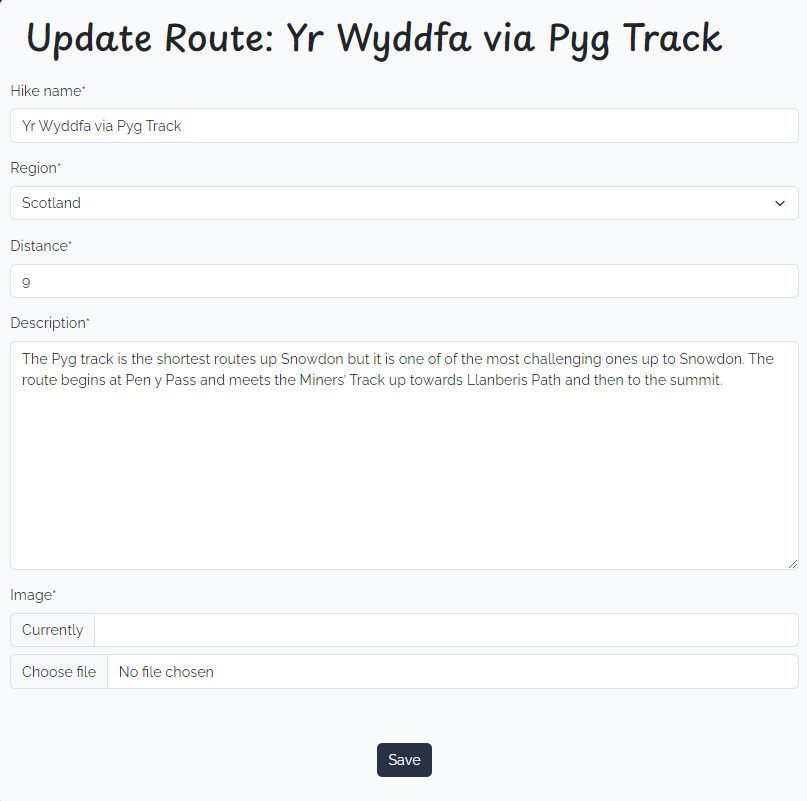 Update Route: Yr Wyddfa via Pyg Track
Hike name*
Yr Wyddfa via Pyg Track
Region*
Scotland
Distance*
9
Description*
The Pyg track is the shortest routes up Snowdon but it is one of of the most challenging ones up to Snowdon. The
route begins at Pen y Pass and meets the Miners' Track up towards Llanberis Path and then to the summit.
Image*
Currently
Choose file No file chosen
Save